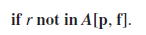 if r not in A[p, f].